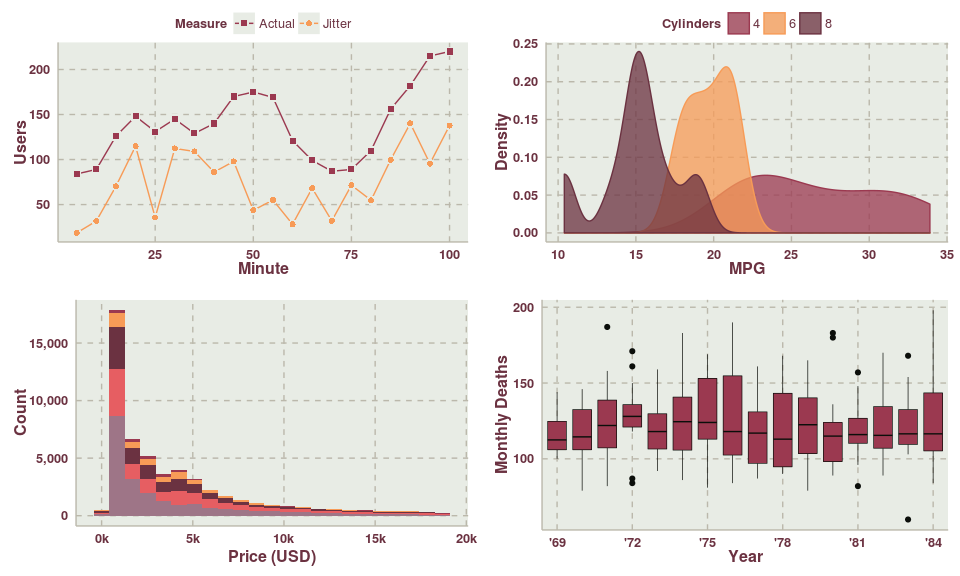 Measure Actual Jitter
200
150
100
50
Users
25 50 75 100
Minute
Cylinders 4 6 8
0.25
0.20
0.15
0.10
0.05
0.00
Density
10 15 20 25 30 35
MPG
15,000
10,000
5,000
0
Count
0k 5k 10k 15k 20k
Price (USD)
200
150
100
Monthly Deaths
'69 '72 '75 '78 '81 '84
Year